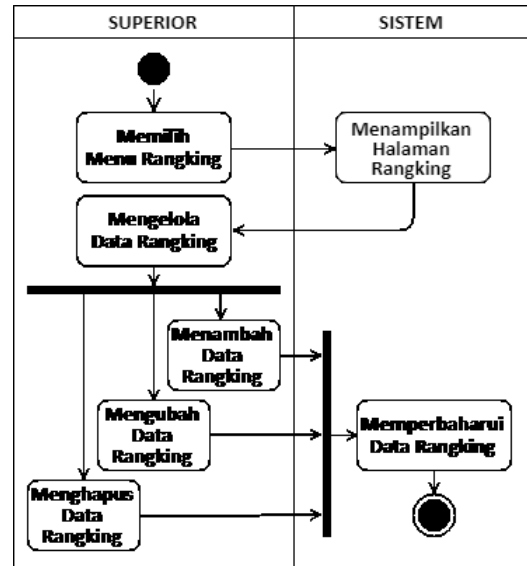 SUPERIOR
SISTEM
Memilih
Menu Rangking
Menampilkan
Halaman
Rangking
Mengelola
Data Rangking
Menambah
Data
Rangking
Mengubah
Data
Rangking
Memperbaharui
Data Rangking
Menghapus
Data
Rangking